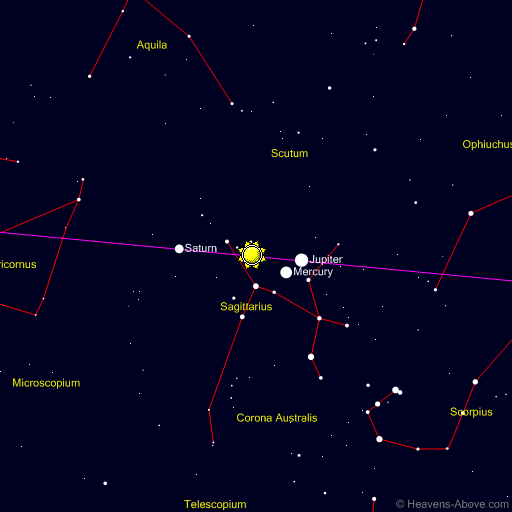 Aquila
Scutum
Ophiuchus
Saturn
Jupiter
Mercury
ricornus
Sagittarius
Microscopium
Corona Australis
Scorpius
Telescopium
© Heavens-Above.com